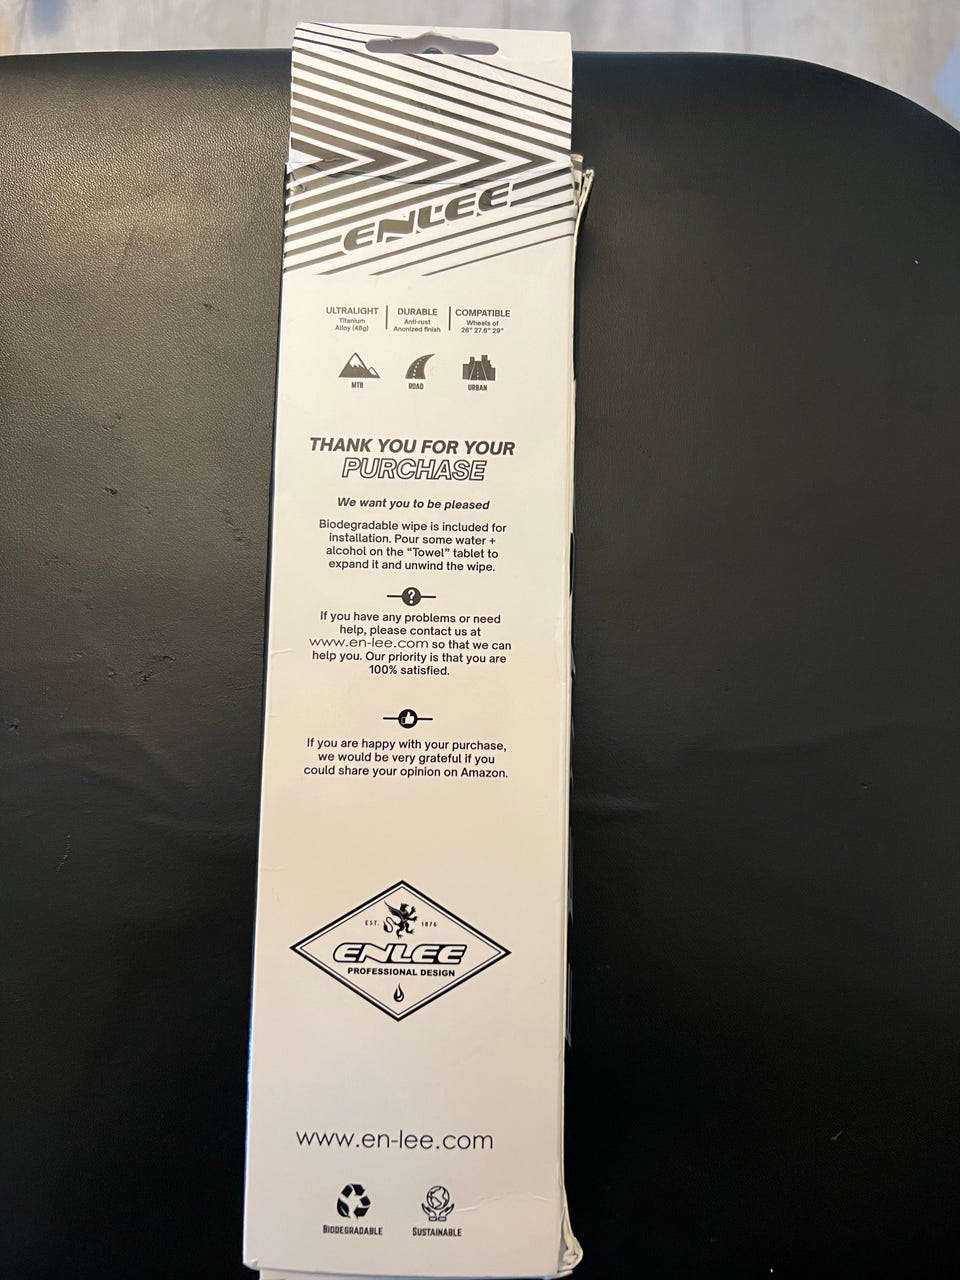 ENLEE
ULTRALIGHT
Titanium
Alloy (48g)
DURABLE
Anti-rust
Anonized finish
COMPATIBLE
Wheels of
26" 27.6" 29"
MTB
ROAD
URBAN
THANK YOU FOR YOUR
PURCHASE
We want you to be pleased
Biodegradable wipe is included for
installation. Pour some water +
alcohol on the “Towel” tablet to
expand it and unwind the wipe.
?
If you have any problems or need
help, please contact us at
www.en-lee.com so that we can
help you. Our priority is that you are
100% satisfied.
If you are happy with your purchase,
we would be very grateful if you
could share your opinion on Amazon.
EST. 1876
ENLEE
PROFESSIONAL DESIGN
www.en-lee.com
BIODEGRADABLE
SUSTAINABLE